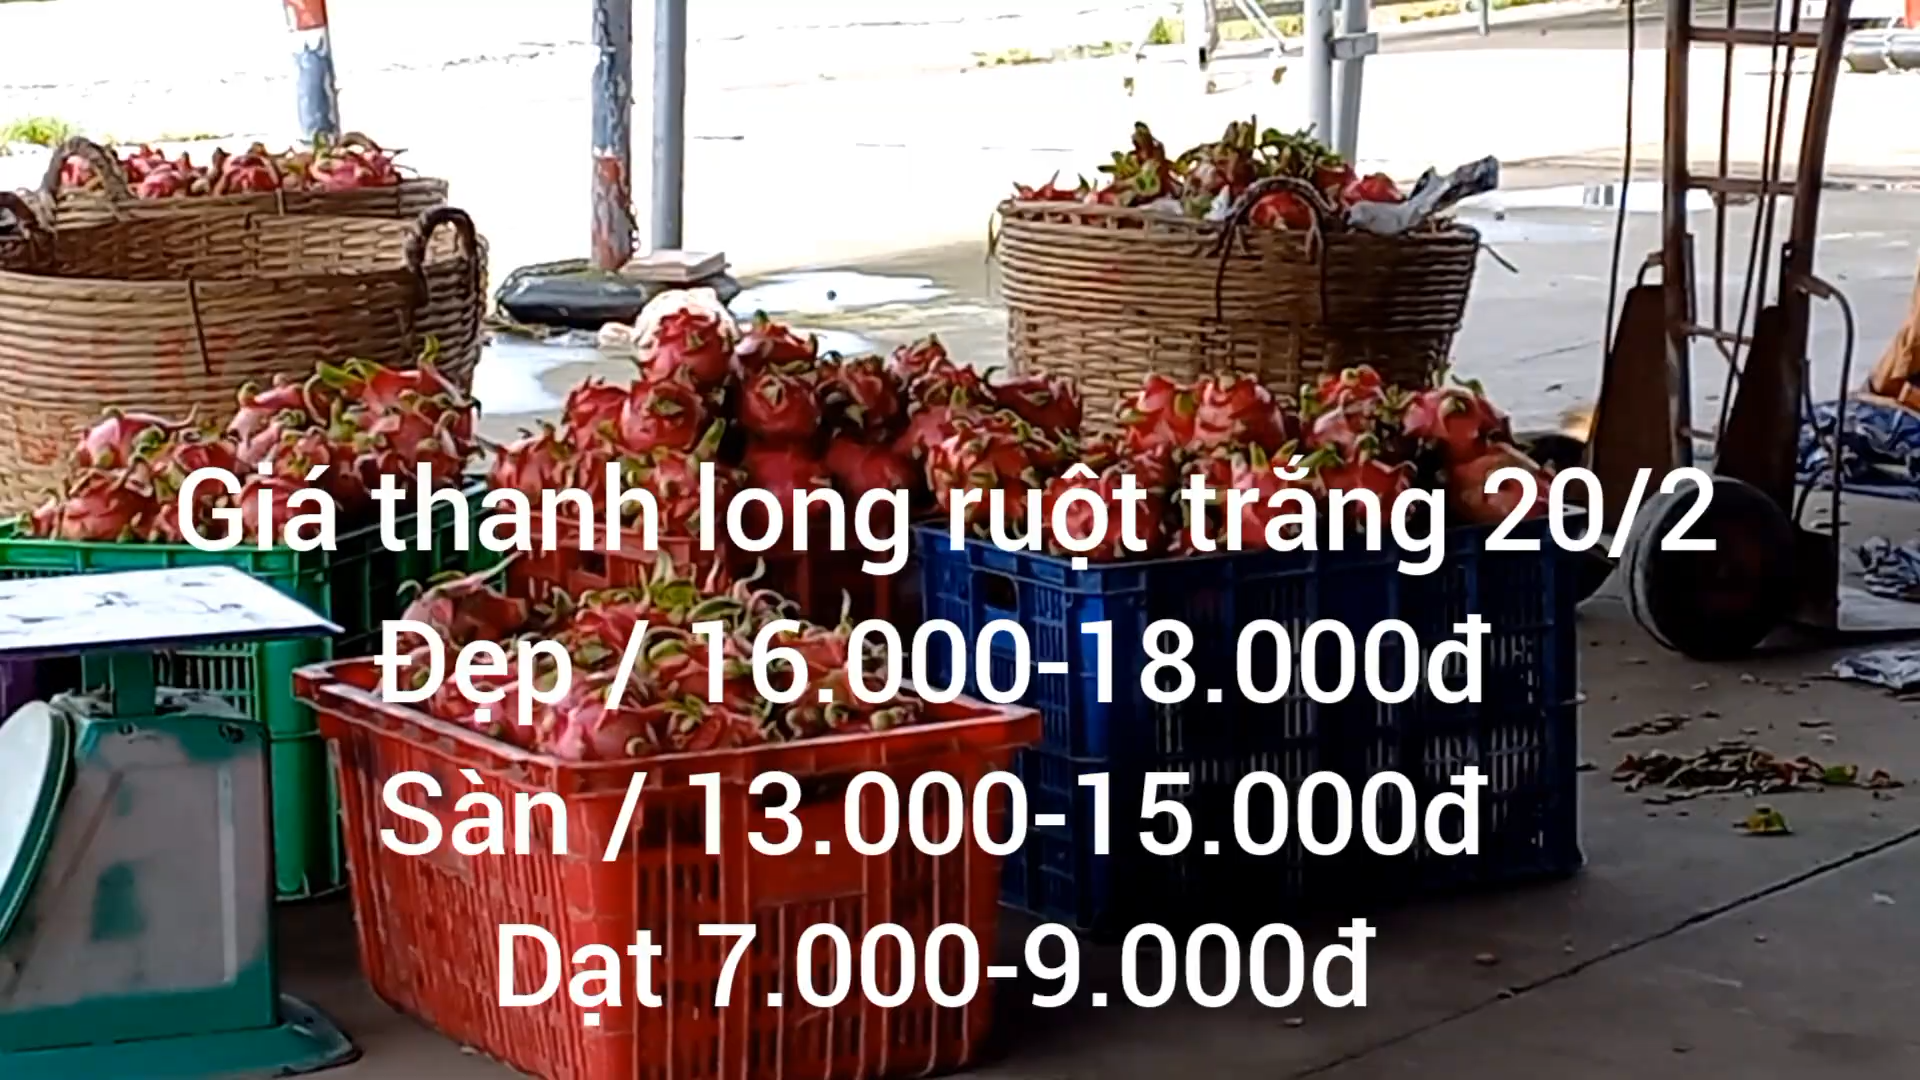 Giá thanh long ruột trắng 20/2
Đẹp / 16.000-18.000đ
Sàn / 13.000-15.000đ
Dạt 7.000-9.000đ